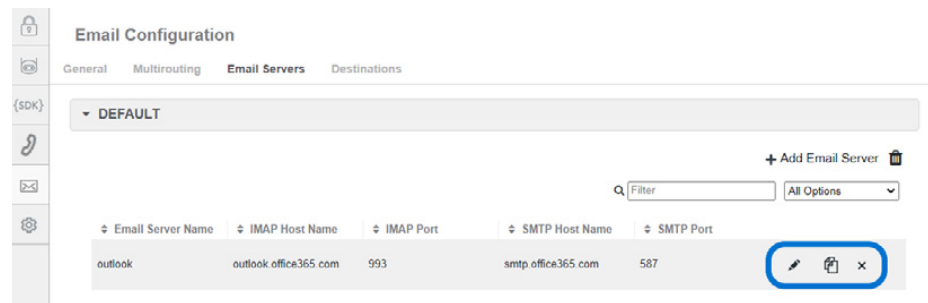 Email Configuration
General Multirouting Email Servers Destinations
{SDK}
DEFAULT
Add Email Server
Filter All Options
Email Server Name IMAP Host Name IMAP Port SMTP Host Name SMTP Port
outlook outlook.office365.com 993 smtp.office365.com 587